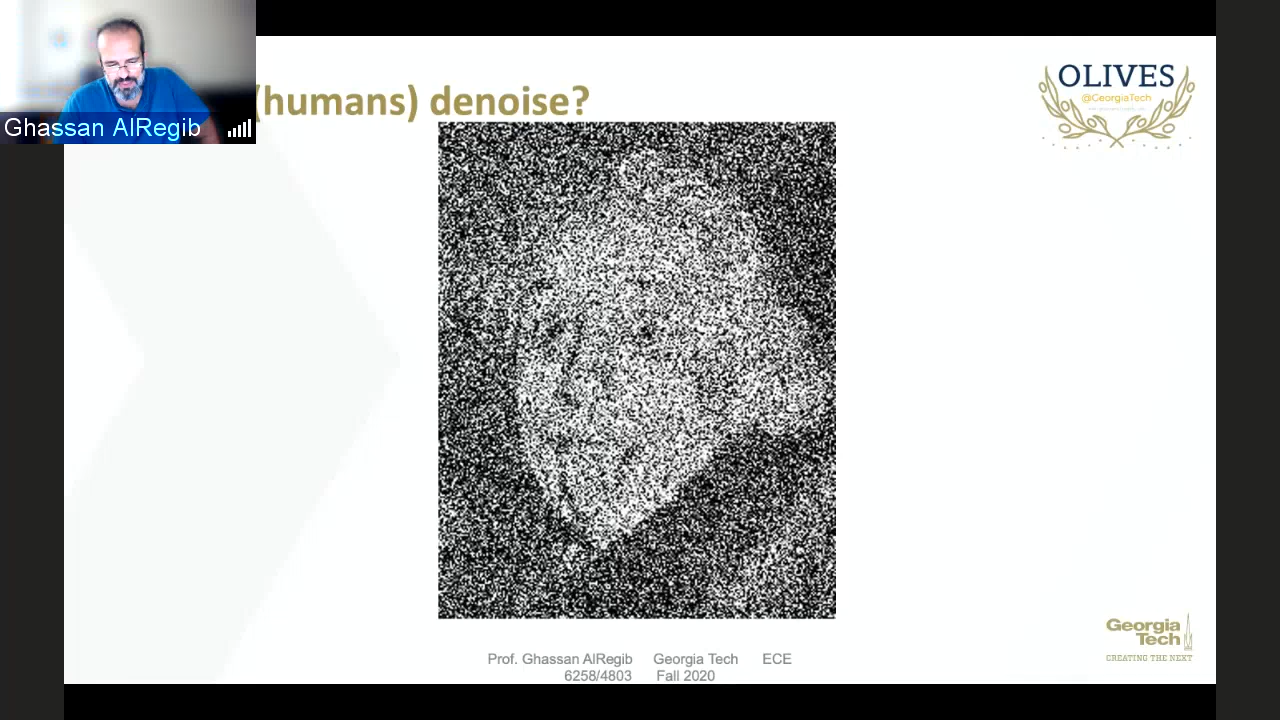 Ghassan AlRegib
(humans) denoise?
OLIVES
@GeorgiaTech
Georgia
Tech
CREATING THE NEXT
Prof. Ghassan AlRegib Georgia Tech ECE
6258/4803 Fall 2020